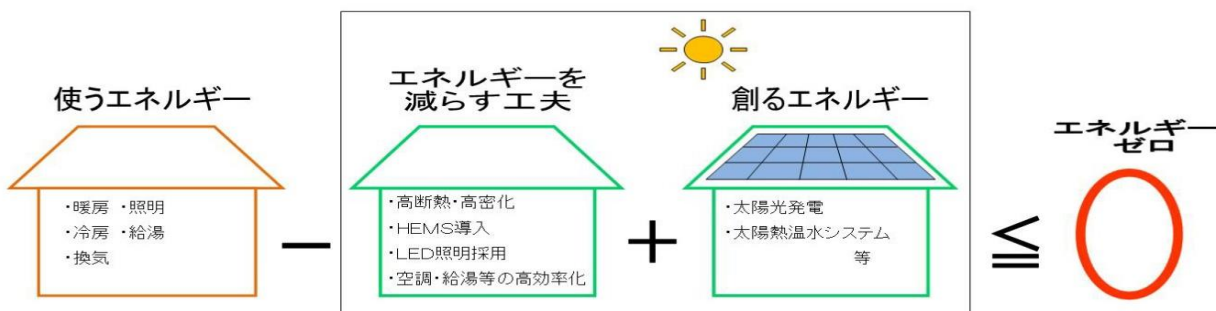 使うエネルギー
・暖房 ・照明
・冷房 ・給湯
・換気
－
エネルギーを
減らす工夫
・高断熱・高密化
・HEMS導入
・LED照明採用
・空調・給湯等の高効率化
＋
創るエネルギー
・太陽光発電
・太陽熱温水システム
等
≦
エネルギー
ゼロ